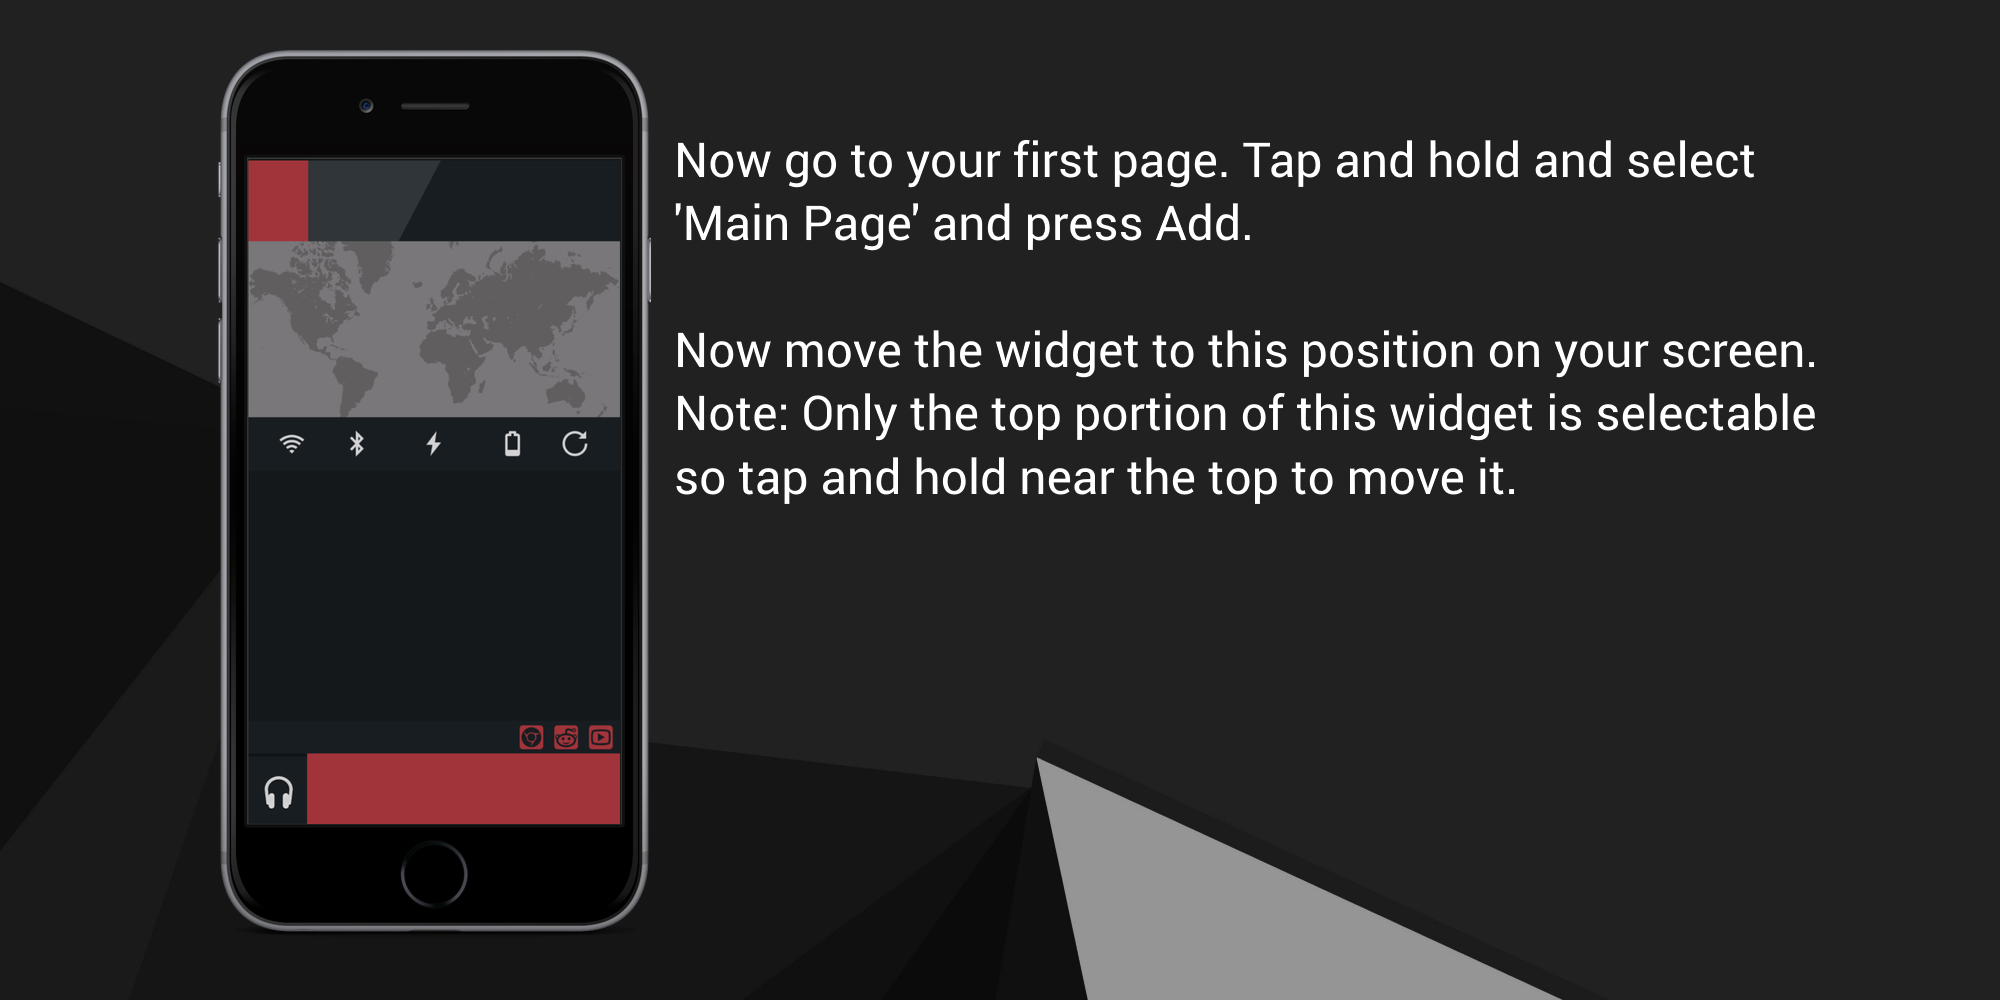 Now go to your first page. Tap and hold and select
'Main Page' and press Add.
Now move the widget to this position on your screen.
Note: Only the top portion of this widget is selectable
so tap and hold near the top to move it.